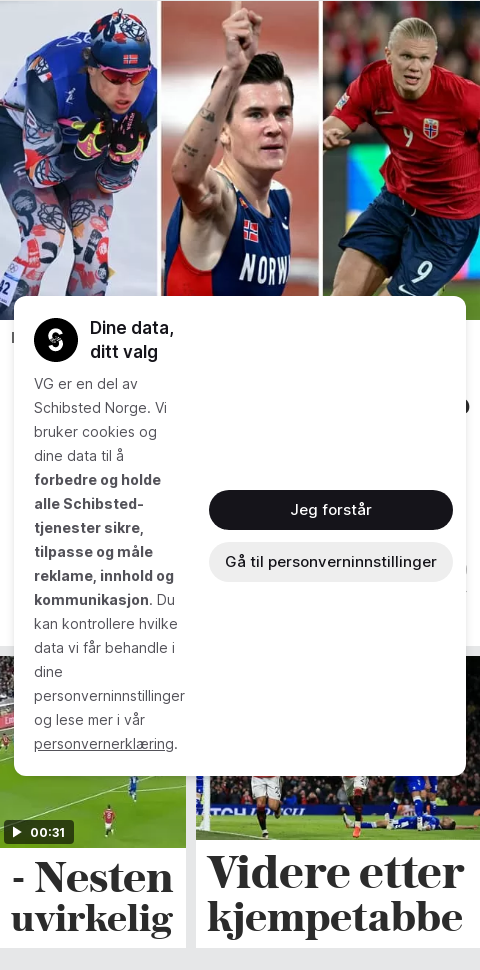 NORW
9
9
42
Dine data,
ditt valg
VG er en del av
Schibsted Norge. Vi
bruker cookies og
dine data til å
forbedre og holde
alle Schibsted-
tjenester sikre,
tilpasse og måle
reklame, innhold og
kommunikasjon. Du
kan kontrollere hvilke
data vi får behandle i
dine
personverninnstillinger
og lese mer i vår
personvernerklæring.
Jeg forstår
Gå til personverninnstillinger
00:31
- Nesten
uvirkelig
Videre etter
kjempetabbe